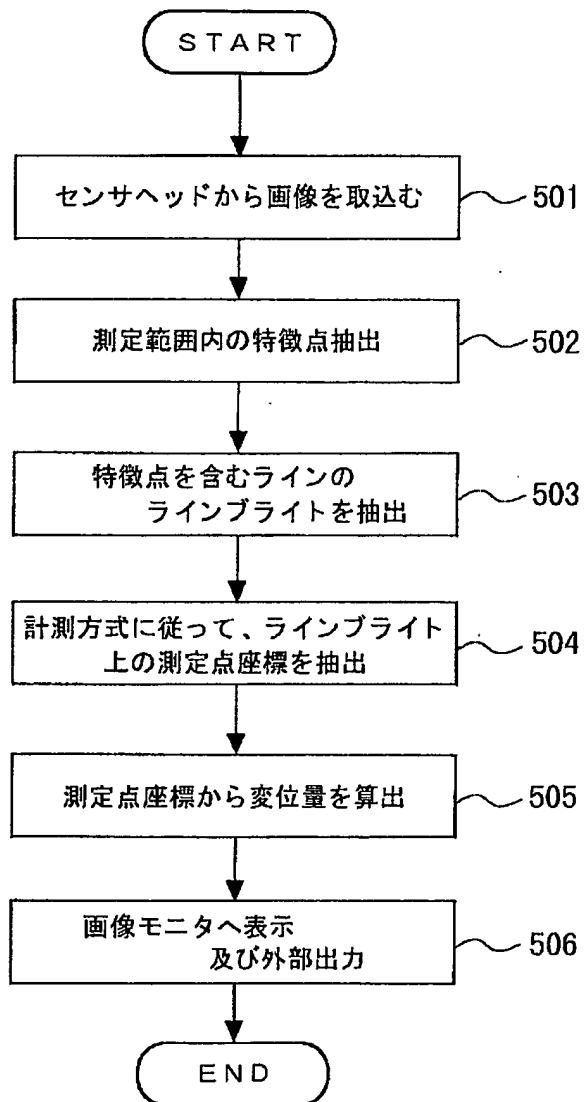 START
センサヘッドから画像を取込む
501
測定範囲内の特徴点抽出
502
特徴点を含むラインの
ラインブライトを抽出
503
計測方式に従って、ラインブライト
上の測定点座標を抽出
504
測定点座標から変位量を算出
505
画像モニタへ表示
及び外部出力
506
END